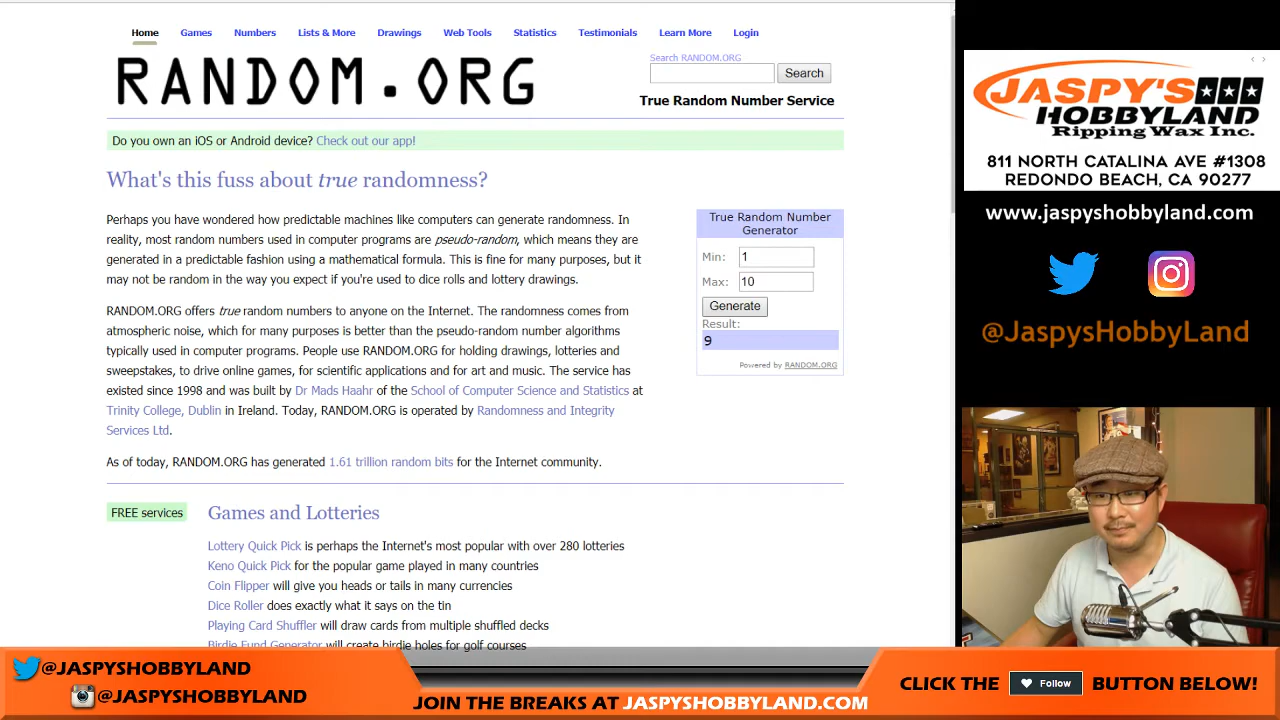 Home Games Numbers Lists & More Drawings Web Tools Statistics Testimonials Learn More Login
RANDOM.ORG
Search RANDOM.ORG
Search
True Random Number Service
Do you own an iOS or Android device? Check out our app!
What's this fuss about true randomness?
Perhaps you have wondered how predictable machines like computers can generate randomness. In
reality, most random numbers used in computer programs are pseudo-random, which means they are
generated in a predictable fashion using a mathematical formula. This is fine for many purposes, but it
may not be random in the way you expect if you're used to dice rolls and lottery drawings.
RANDOM.ORG offers true random numbers to anyone on the Internet. The randomness comes from
atmospheric noise, which for many purposes is better than the pseudo-random number algorithms
typically used in computer programs. People use RANDOM.ORG for holding drawings, lotteries and
sweepstakes, to drive online games, for scientific applications and for art and music. The service has
existed since 1998 and was built by Dr Mads Haahr of the School of Computer Science and Statistics at
Trinity College, Dublin in Ireland. Today, RANDOM.ORG is operated by Randomness and Integrity
Services Ltd.
As of today, RANDOM.ORG has generated 1.61 trillion random bits for the Internet community.
True Random Number
Generator
Min: 1
Max: 10
Generate
Result:
9
Powered by RANDOM.ORG
FREE services
Games and Lotteries
Lottery Quick Pick is perhaps the Internet's most popular with over 280 lotteries
Keno Quick Pick for the popular game played in many countries
Coin Flipper will give you heads or tails in many currencies
Dice Roller does exactly what it says on the tin
Playing Card Shuffler will draw cards from multiple shuffled decks
Birdie Fund Generator will create birdie holes for golf courses
JASPY'S
HOBBYLAND
Ripping Wax Inc.
811 NORTH CATALINA AVE #1308
REDONDO BEACH, CA 90277
www.jaspyshobbyland.com
@JaspysHobbyLand
@JASPYSHOBBYLAND
@JASPYSHOBBYLAND
JOIN THE BREAKS AT JASPYSHOBBYLAND.COM
CLICK THE Follow BUTTON BELOW!